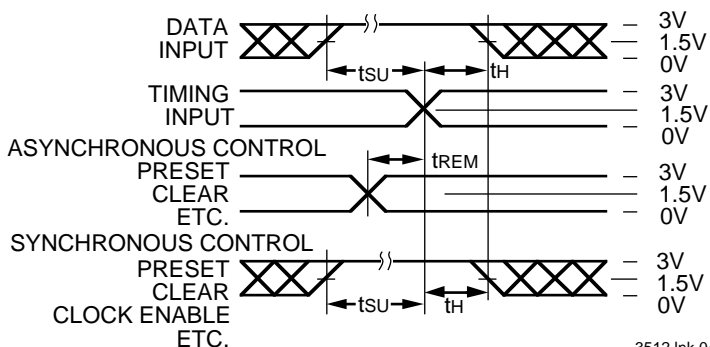 DATA
INPUT
3V
1.5V
0V
tSU
tH
TIMING
INPUT
3V
1.5V
0V
ASYNCHRONOUS CONTROL
PRESET
CLEAR
ETC.
tREM
3V
1.5V
0V
SYNCHRONOUS CONTROL
PRESET
CLEAR
CLOCK ENABLE
ETC.
3V
1.5V
0V
tSU
tH